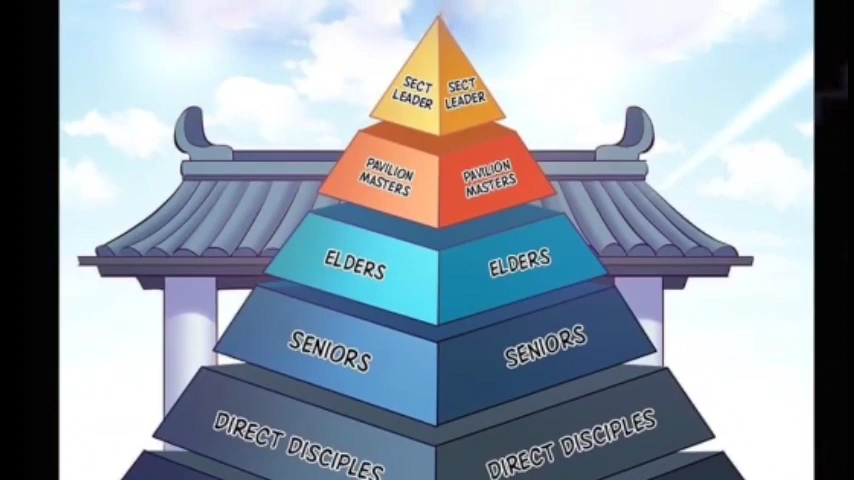 SECT
LEADER
SECT
LEADER
PAVILION
MASTERS
PAVILION
MASTERS
ELDERS
ELDERS
SENIORS
SENIORS
DIRECT DISCIPLES
DIRECT DISCIPLES